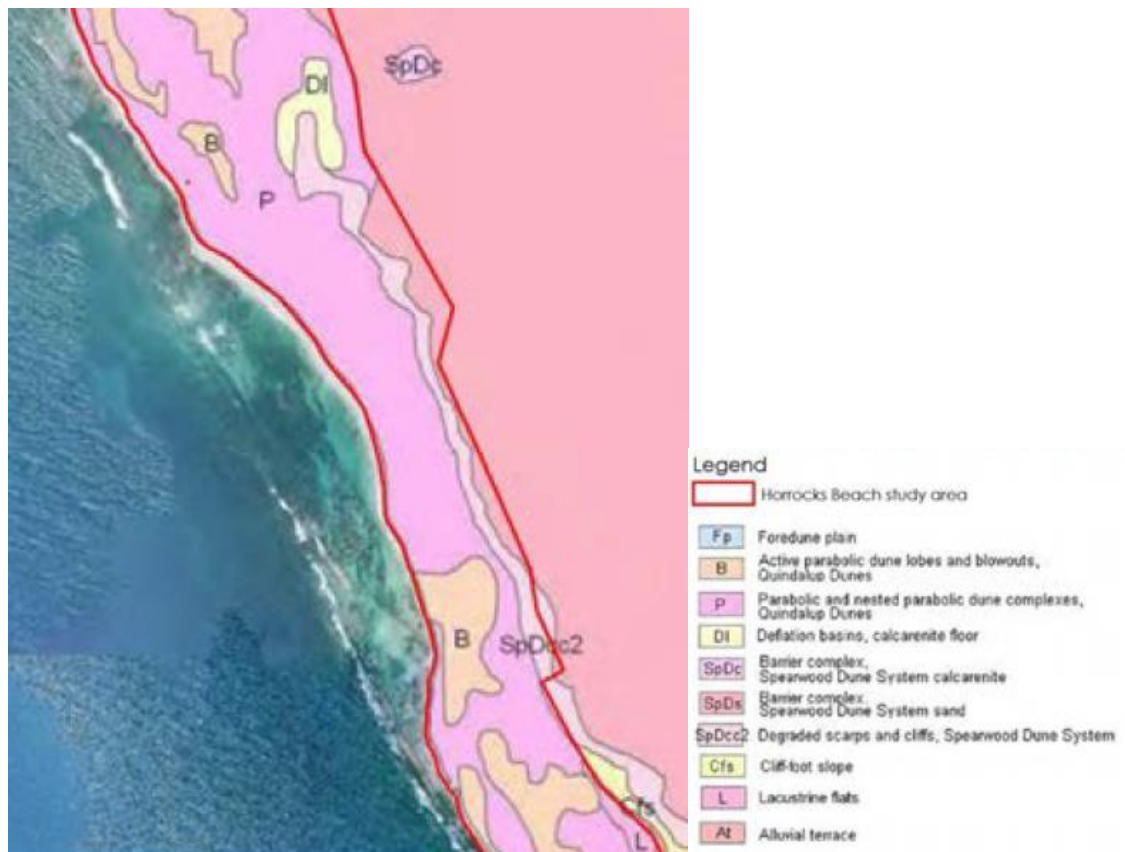 SpDc
Dl
B
P
B
SpDcc2
Cfs
L
Legend
Horrocks Beach study area
Fp Foredune plain
B Active parabolic dune lobes and blowouts,
Quindalup Dunes
P Parabolic and nested parabolic dune complexes,
Quindalup Dunes
Dl Deflation basins, calcarenite floor
SpDc Barrier complex,
Spearwood Dune System calcarenite
SpDs Barrier complex,
Spearwood Dune System sand
SpDcc2 Degraded scarps and cliffs, Spearwood Dune System
Cfs Cliff-foot slope
L Lacustrine flats
At Alluvial terrace